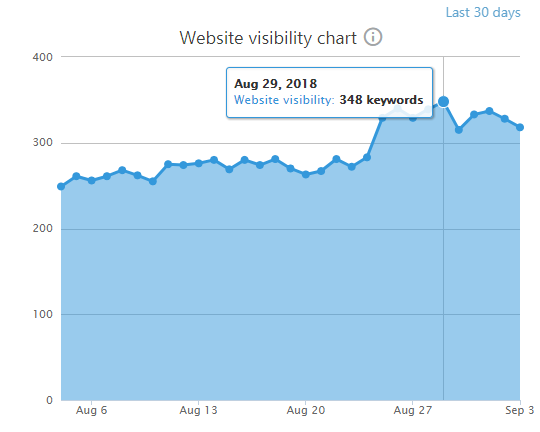 Last 30 days
Website visibility chart
400
Aug 29, 2018
Website visibility: 348 keywords
300
200
100
0
Aug 6 Aug 13 Aug 20 Aug 27 Sep 3